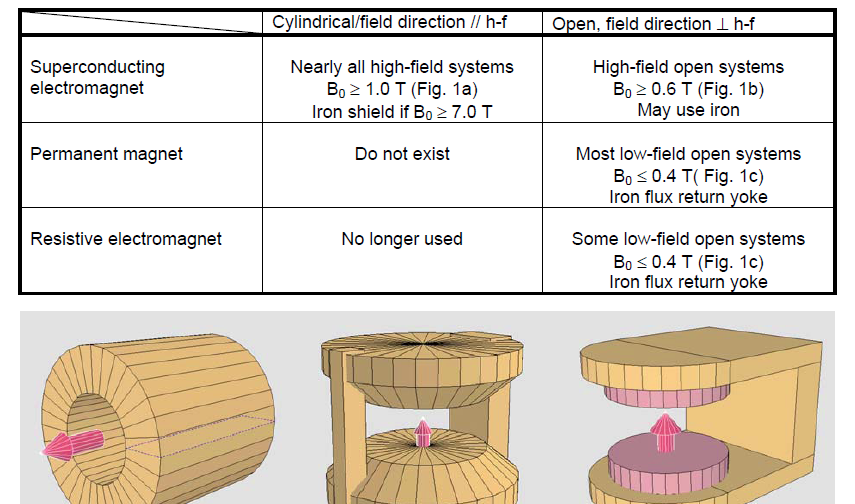 Cylindrical/field direction // h-f
Open, field direction ⊥ h-f
Superconducting
electromagnet
Nearly all high-field systems
B₀ ≥ 1.0 T (Fig. 1a)
Iron shield if B₀ ≥ 7.0 T
High-field open systems
B₀ ≥ 0.6 T (Fig. 1b)
May use iron
Permanent magnet
Do not exist
Most low-field open systems
B₀ ≤ 0.4 T( Fig. 1c)
Iron flux return yoke
Resistive electromagnet
No longer used
Some low-field open systems
B₀ ≤ 0.4 T (Fig. 1c)
Iron flux return yoke